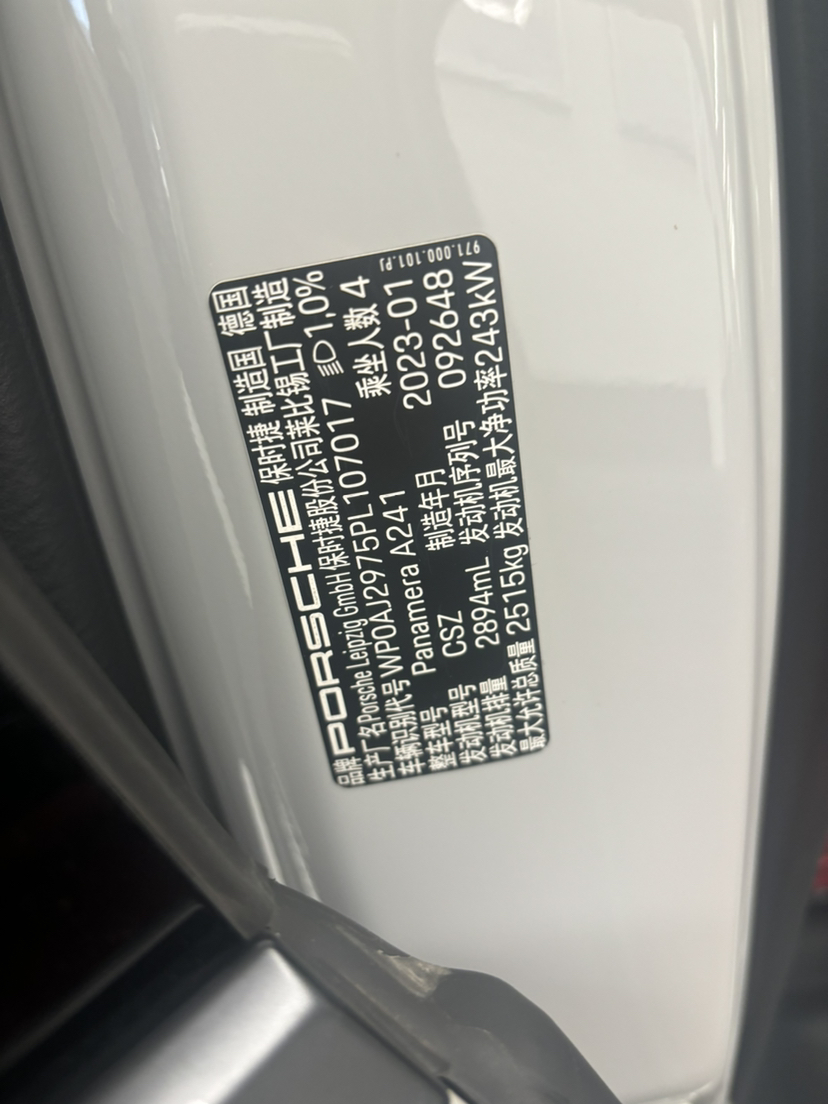 971.000.101.PJ
品牌 PORSCHE 保时捷 制造国 德国
生产厂名 Porsche Leipzig GmbH 保时捷股份公司莱比锡工厂制造
车辆识别代号 WP0AJ2975PL107017 1,0%
整车型号 Panamera A241 乘坐人数 4
发动机型号 CSZ 制造年月 2023-01
发动机排量 2894mL 发动机序列号 092648
最大允许总质量 2515kg 发动机最大净功率 243kW